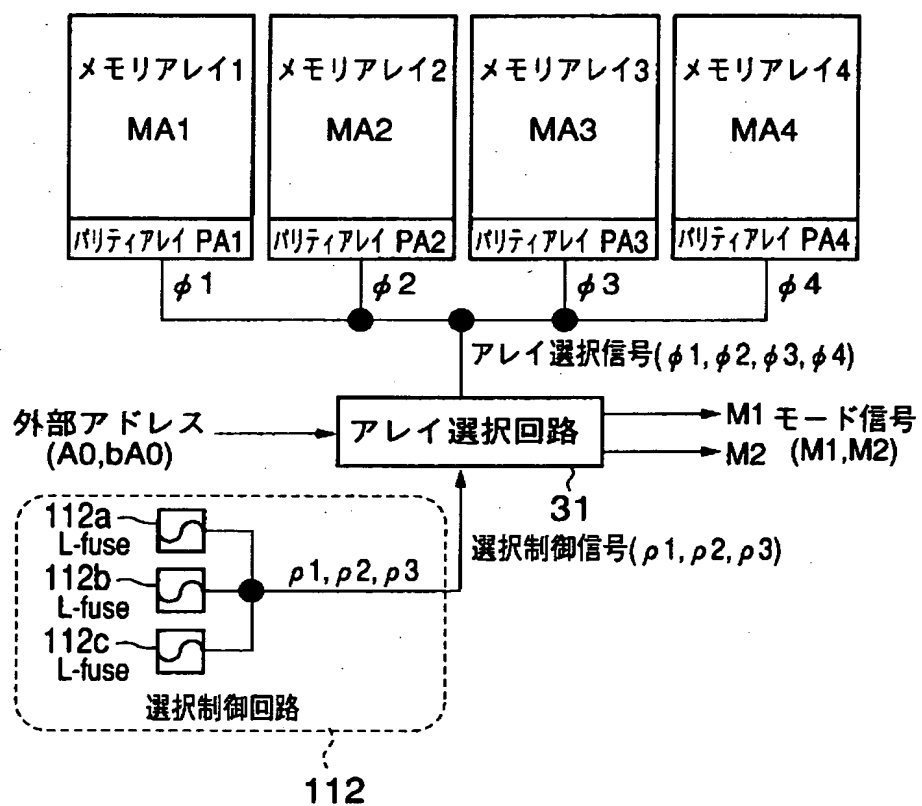 メモリアレイ1
MA1
パリティアレイ PA1
メモリアレイ2
MA2
パリティアレイ PA2
メモリアレイ3
MA3
パリティアレイ PA3
メモリアレイ4
MA4
パリティアレイ PA4
φ1
φ2
φ3
φ4
アレイ選択信号(φ1,φ2,φ3,φ4)
外部アドレス
(A0,bA0)
アレイ選択回路
31
M1 モード信号
M2 (M1,M2)
選択制御信号(ρ1,ρ2,ρ3)
112a
L-fuse
112b
L-fuse
112c
L-fuse
ρ1,ρ2,ρ3
選択制御回路
112